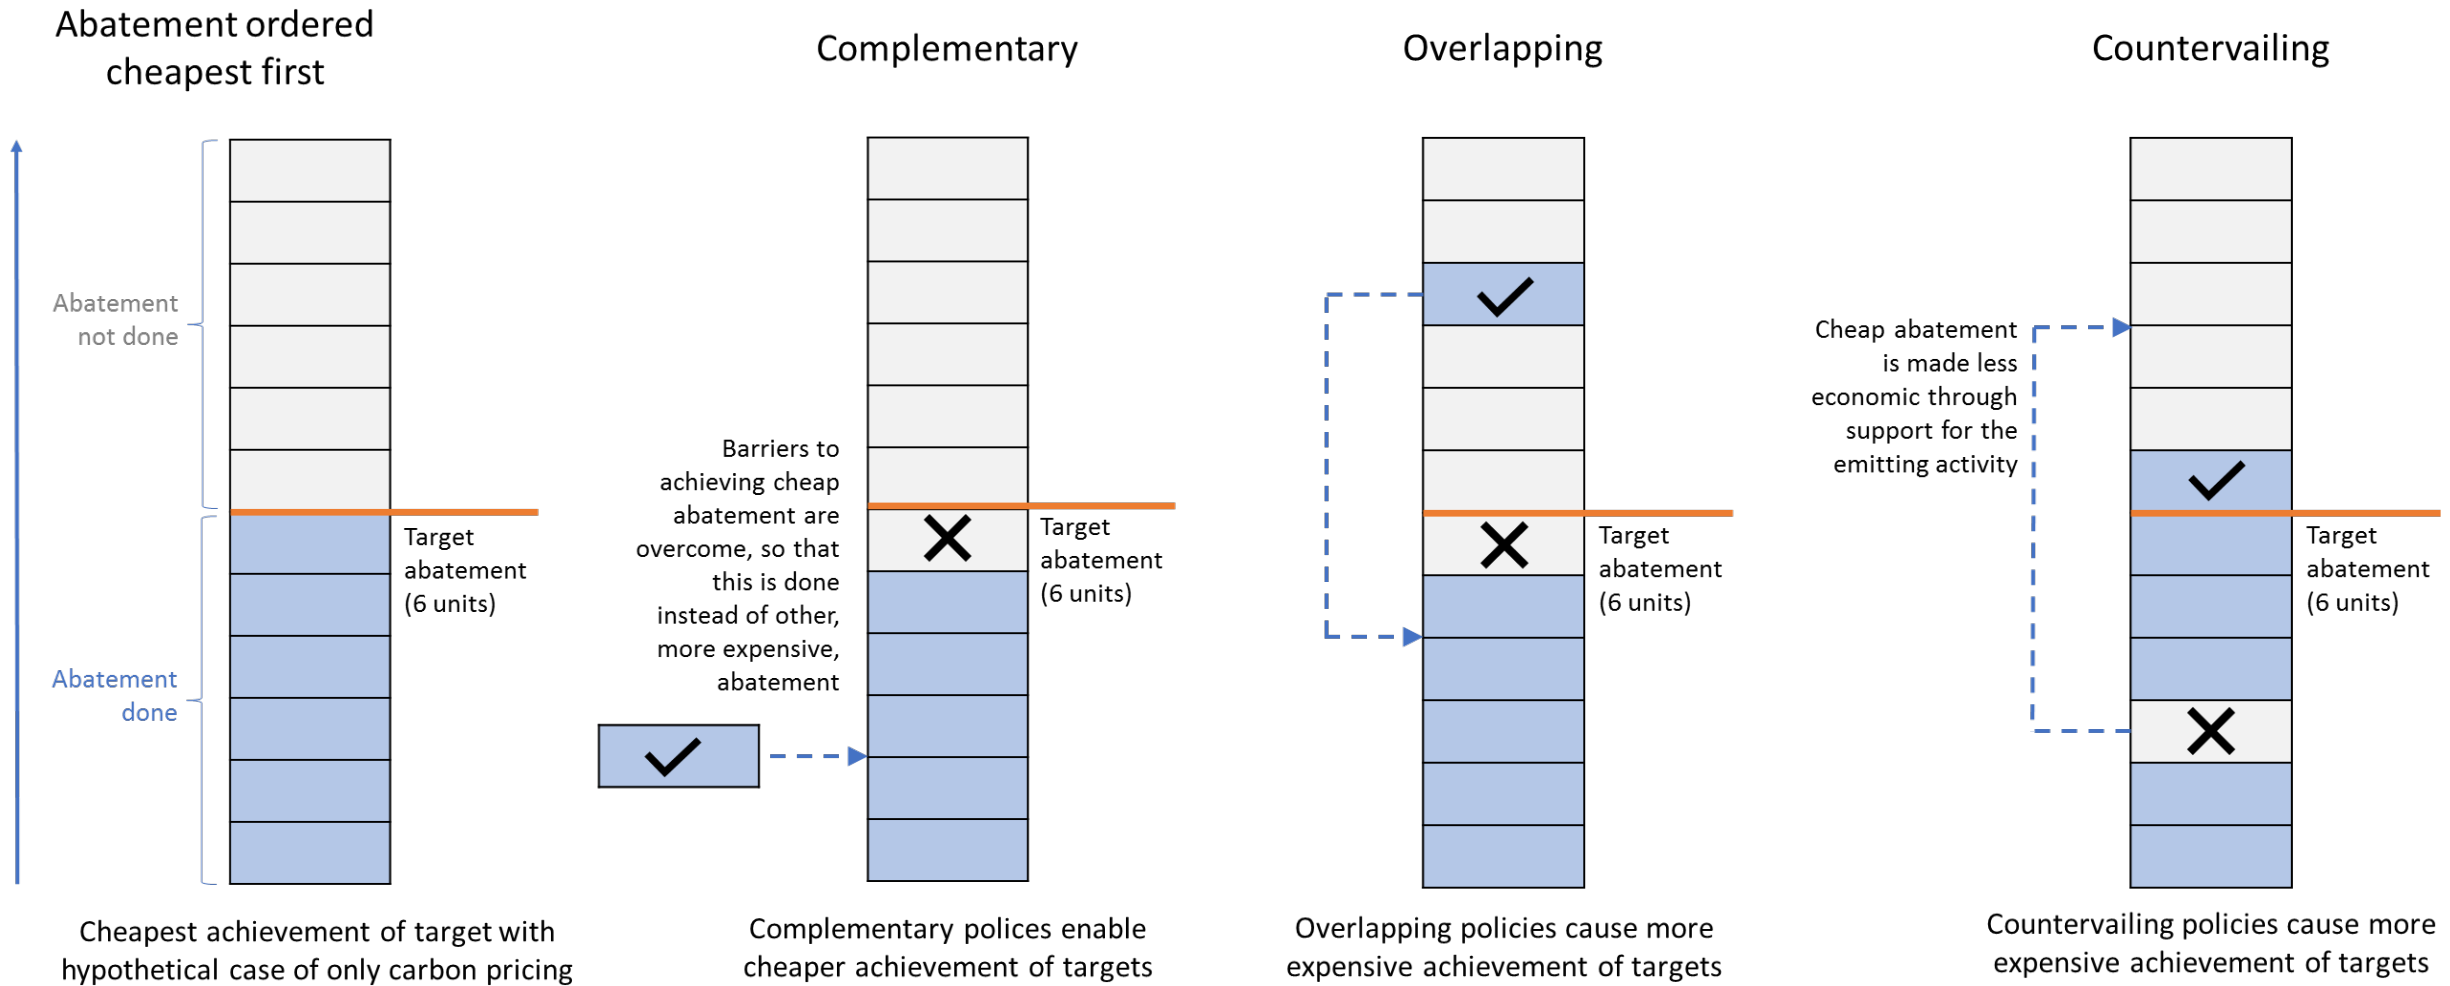 Abatement ordered
cheapest first
Abatement
not done
Abatement
done
Target
abatement
(6 units)
Cheapest achievement of target with
hypothetical case of only carbon pricing
Complementary
Barriers to
achieving cheap
abatement are
overcome, so that
this is done
instead of other,
more expensive,
abatement
Target
abatement
(6 units)
Complementary polices enable
cheaper achievement of targets
Overlapping
Target
abatement
(6 units)
Overlapping policies cause more
expensive achievement of targets
Countervailing
Cheap abatement
is made less
economic through
support for the
emitting activity
Target
abatement
(6 units)
Countervailing policies cause more
expensive achievement of targets